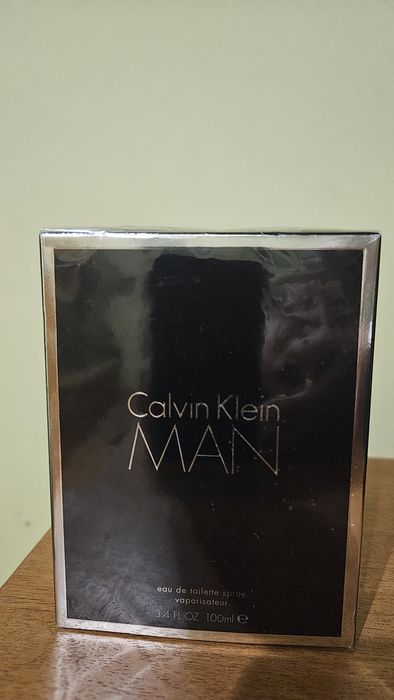 Calvin Klein
MAN
eau de toilette spray
vaporisateur
3.4 FL OZ 100ml ℮